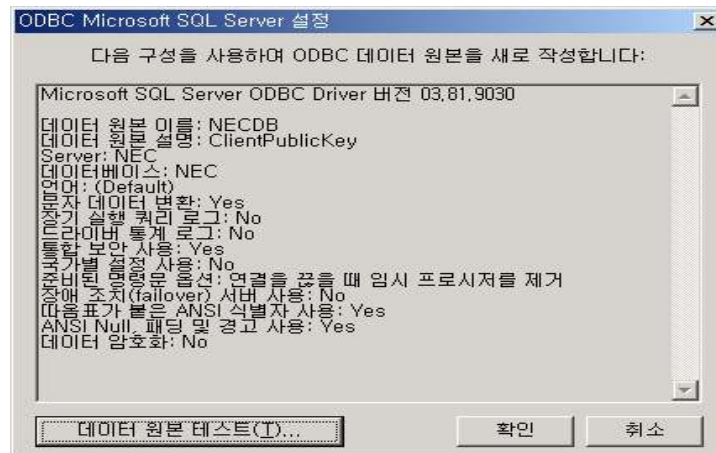 ODBC Microsoft SQL Server 설정
다음 구성을 사용하여 ODBC 데이터 원본을 새로 작성합니다:
Microsoft SQL Server ODBC Driver 버전 03.81.9030
데이터 원본 이름: NECDB
데이터 원본 설명: ClientPublicKey
Server: NEC
데이터베이스: NEC
언어: (Default)
문자 데이터 변환: Yes
장기 실행 쿼리 로그: No
드라이버 통계 로그: No
통합 보안 사용: Yes
국가별 설정 사용: No
준비된 명령문 옵션: 연결을 끊을 때 임시 프로시저를 제거
장애 조치(failover) 서버 사용: No
따옴표가 붙은 ANSI 식별자 사용: Yes
ANSI Null, 패딩 및 경고 사용: Yes
데이터 암호화: No
데이터 원본 테스트(T)...
확인
취소